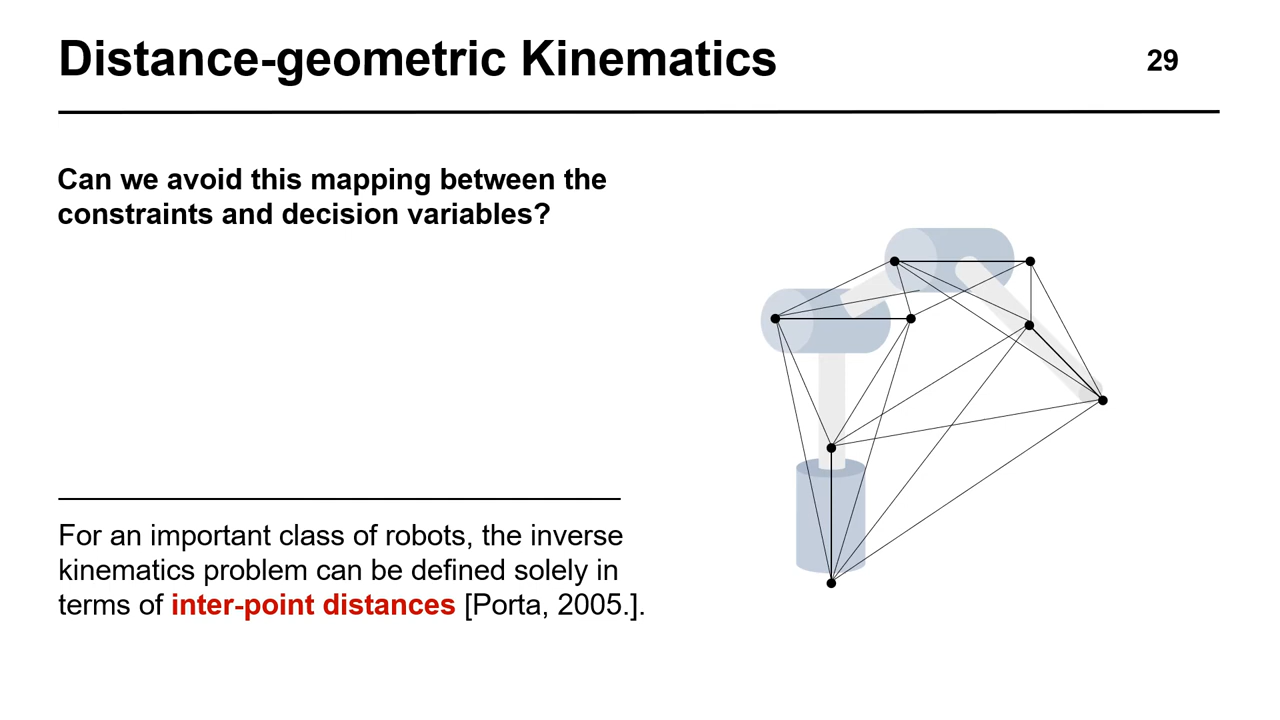 Distance-geometric Kinematics
29
Can we avoid this mapping between the
constraints and decision variables?
For an important class of robots, the inverse
kinematics problem can be defined solely in
terms of inter-point distances [Porta, 2005.].